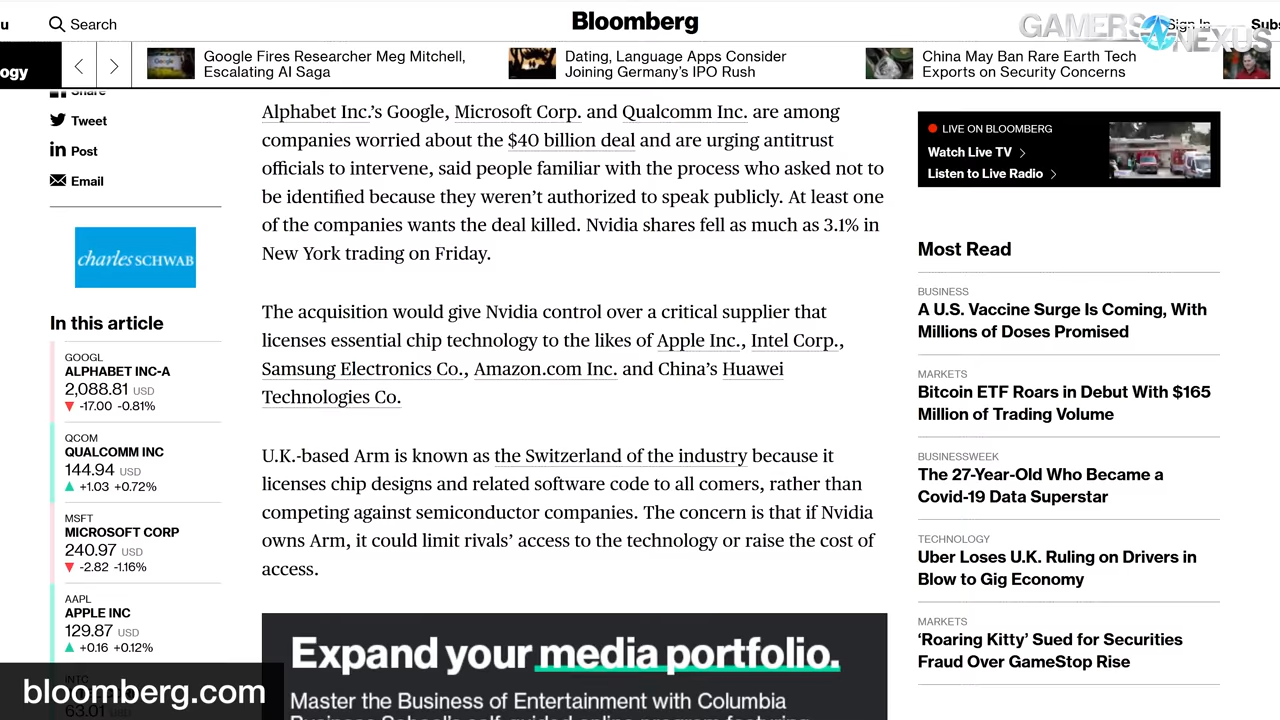 u
Search
Bloomberg
GAMERS NEXUS
Sign In
Subs
ogy
Google Fires Researcher Meg Mitchell,
Escalating AI Saga
Dating, Language Apps Consider
Joining Germany's IPO Rush
China May Ban Rare Earth Tech
Exports on Security Concerns
Share
Tweet
Post
Email
charles SCHWAB
In this article
GOOGL
ALPHABET INC-A
2,088.81 USD
▼ -17.00 -0.81%
QCOM
QUALCOMM INC
144.94 USD
▲ +1.03 +0.72%
MSFT
MICROSOFT CORP
240.97 USD
▼ -2.82 -1.16%
AAPL
APPLE INC
129.87 USD
▲ +0.16 +0.12%
INTC
63.01 USD
bloomberg.com
Alphabet Inc.'s Google, Microsoft Corp. and Qualcomm Inc. are among
companies worried about the $40 billion deal and are urging antitrust
officials to intervene, said people familiar with the process who asked not to
be identified because they weren't authorized to speak publicly. At least one
of the companies wants the deal killed. Nvidia shares fell as much as 3.1% in
New York trading on Friday.
The acquisition would give Nvidia control over a critical supplier that
licenses essential chip technology to the likes of Apple Inc., Intel Corp.,
Samsung Electronics Co., Amazon.com Inc. and China's Huawei
Technologies Co.
U.K.-based Arm is known as the Switzerland of the industry because it
licenses chip designs and related software code to all comers, rather than
competing against semiconductor companies. The concern is that if Nvidia
owns Arm, it could limit rivals' access to the technology or raise the cost of
access.
Expand your media portfolio.
Master the Business of Entertainment with Columbia
Business School's self-guided online program featuring
LIVE ON BLOOMBERG
Watch Live TV
Listen to Live Radio
Most Read
BUSINESS
A U.S. Vaccine Surge Is Coming, With
Millions of Doses Promised
MARKETS
Bitcoin ETF Roars in Debut With $165
Million of Trading Volume
BUSINESSWEEK
The 27-Year-Old Who Became a
Covid-19 Data Superstar
TECHNOLOGY
Uber Loses U.K. Ruling on Drivers in
Blow to Gig Economy
MARKETS
'Roaring Kitty' Sued for Securities
Fraud Over GameStop Rise